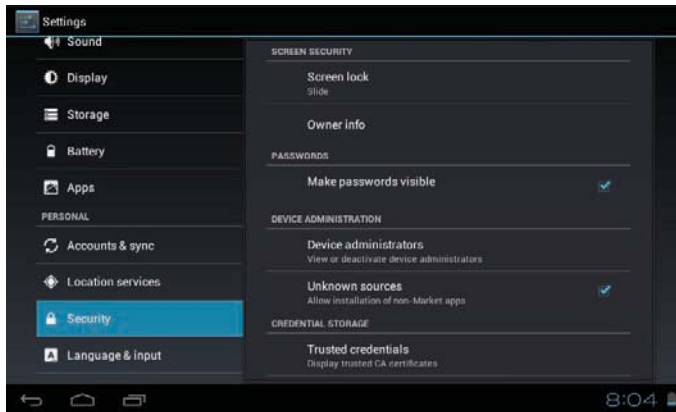 Settings
Sound
Display
Storage
Battery
Apps
PERSONAL
Accounts & sync
Location services
Security
Language & input
SCREEN SECURITY
Screen lock
Slide
Owner info
PASSWORDS
Make passwords visible
DEVICE ADMINISTRATION
Device administrators
View or deactivate device administrators
Unknown sources
Allow installation of non-Market apps
CREDENTIAL STORAGE
Trusted credentials
Display trusted CA certificates
8:04